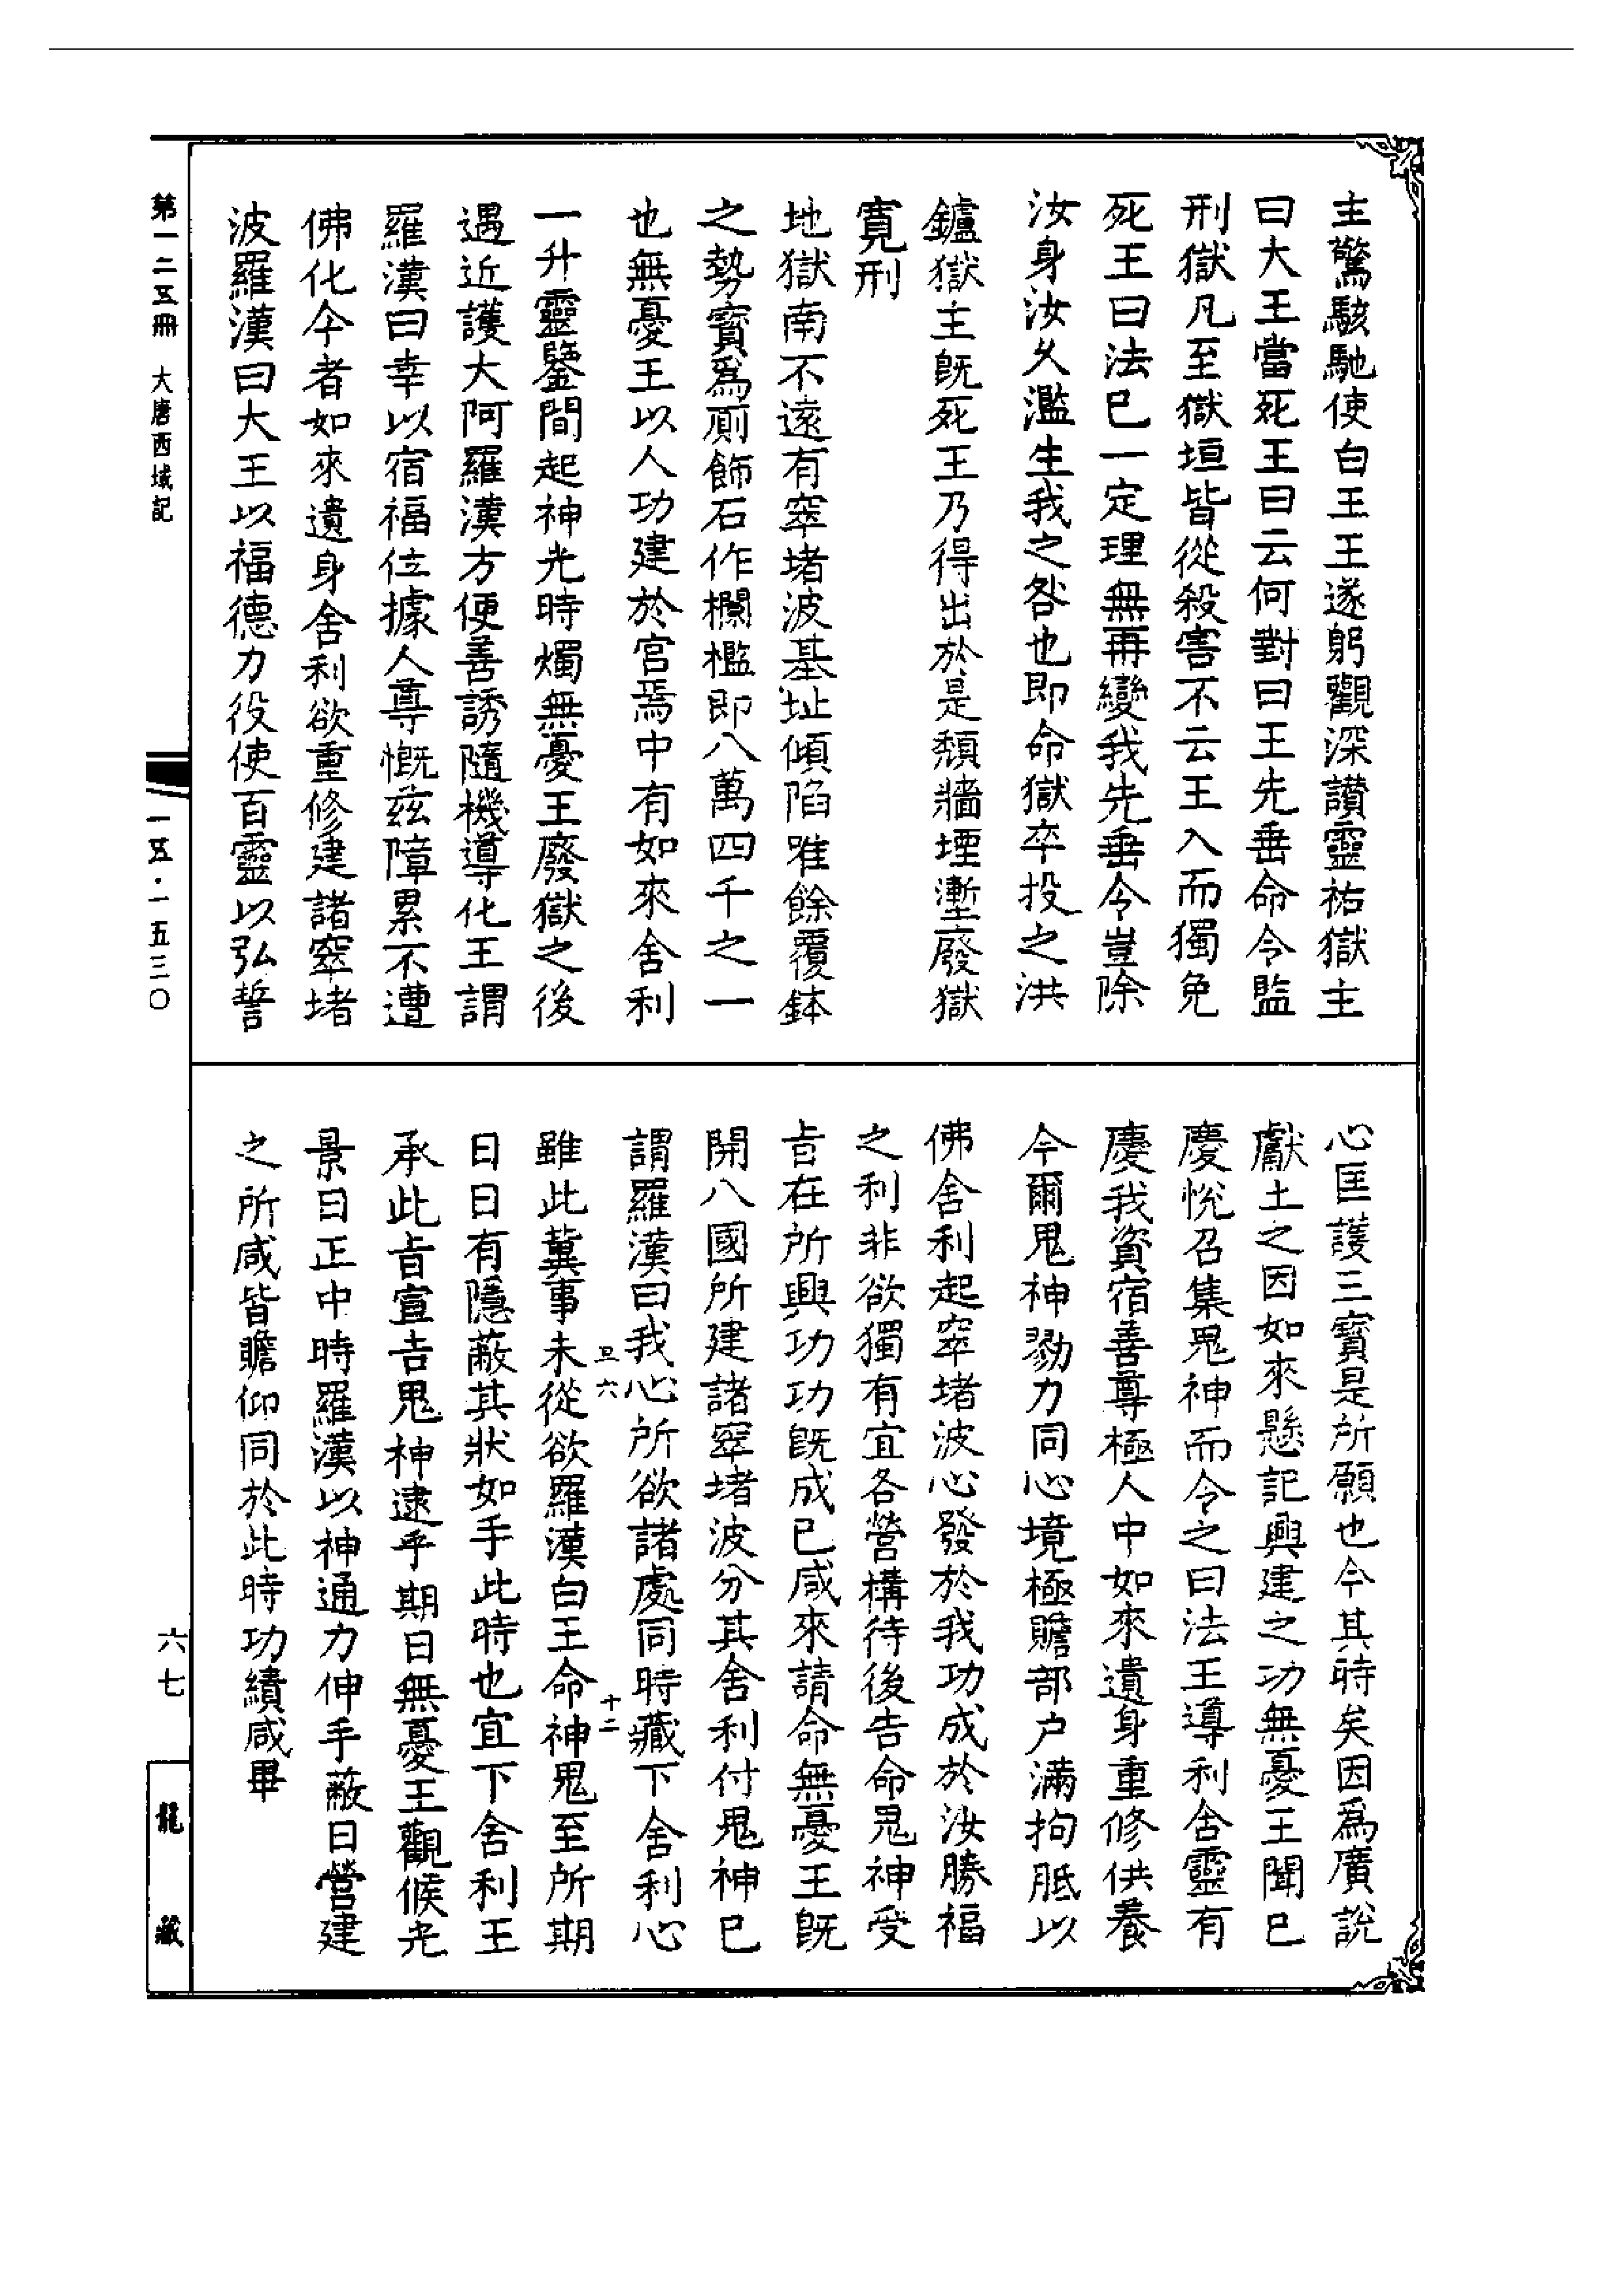 主驚駭馳使白王王遂躬觀深讃靈祐獄主
曰大王當死王曰云何對曰王先垂命令監
刑獄凡至獄垣皆從殺害不云王入而獨免
死王曰法已一定理無再變我先垂令豈除
汝身汝久濫生我之咎也即命獄卒投之洪
鑪獄主既死王乃得出於是頹牆堙壍廢獄
寛刑
地獄南不遠有窣堵波基址傾陷唯餘覆鉢
之勢寳爲廁飾石作欄檻即八萬四千之一
也無憂王以人功建於宮焉中有如來舍利
一升靈鑒間起神光時燭無憂王廢獄之後
遇近護大阿羅漢方便善誘隨機導化王謂
羅漢曰幸以宿福位據人尊慨兹障累不遭
佛化今者如來遺身舍利欲重修建諸窣堵
波羅漢曰大王以福德力役使百靈以弘誓
心匡護三寳是所願也今其時矣因爲廣説
獻土之因如來懸記興建之功無憂王聞已
慶悅召集鬼神而令之曰法王導利舍靈有
慶我資宿善尊極人中如來遺身重修供養
今爾鬼神勠力同心境極贍部户滿拘胝以
佛舍利起窣堵波心發於我功成於汝勝福
之利非欲獨有宜各營構待後告命鬼神受
㫖在所興功功既成已咸來請命無憂王既
開八國所建諸窣堵波分其舍利付鬼神已
謂羅漢曰我心所欲諸處同時藏下舍利心
旦六 十二
雖此兾事未從欲羅漢白王命神鬼至所期
日日有隱蔽其狀如手此時也宜下舍利王
承此㫖宣告鬼神逮乎期日無憂王觀候光
景日正中時羅漢以神通力伸手蔽日營建
之所咸皆瞻仰同於此時功績咸畢
第一二五冊 大唐西域記
一五·一五三〇
六七
龍藏